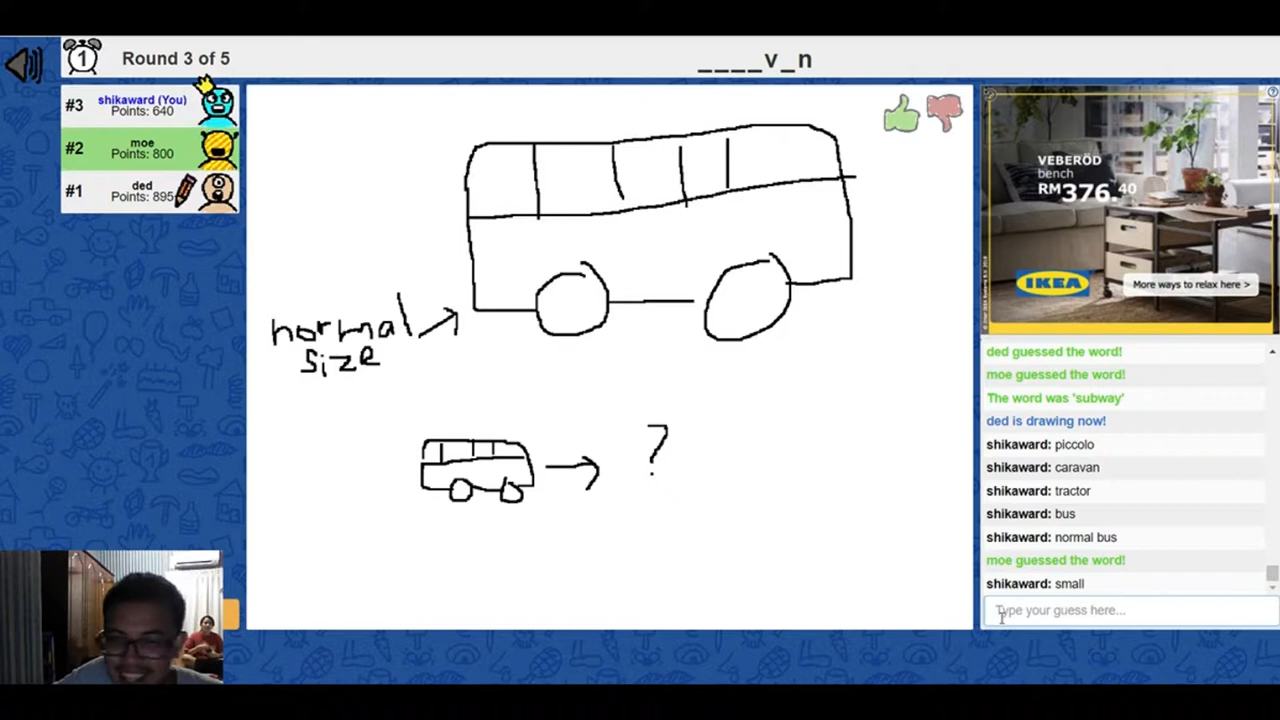 1
Round 3 of 5
____v_n
#3
shikaward (You)
Points: 640
#2
moe
Points: 800
#1
ded
Points: 895
normal
size
?
VEBERÖD
bench
RM376.40
IKEA
More ways to relax here >
ded guessed the word!
moe guessed the word!
The word was 'subway'
ded is drawing now!
shikaward: piccolo
shikaward: caravan
shikaward: tractor
shikaward: bus
shikaward: normal bus
moe guessed the word!
shikaward: small
Type your guess here...